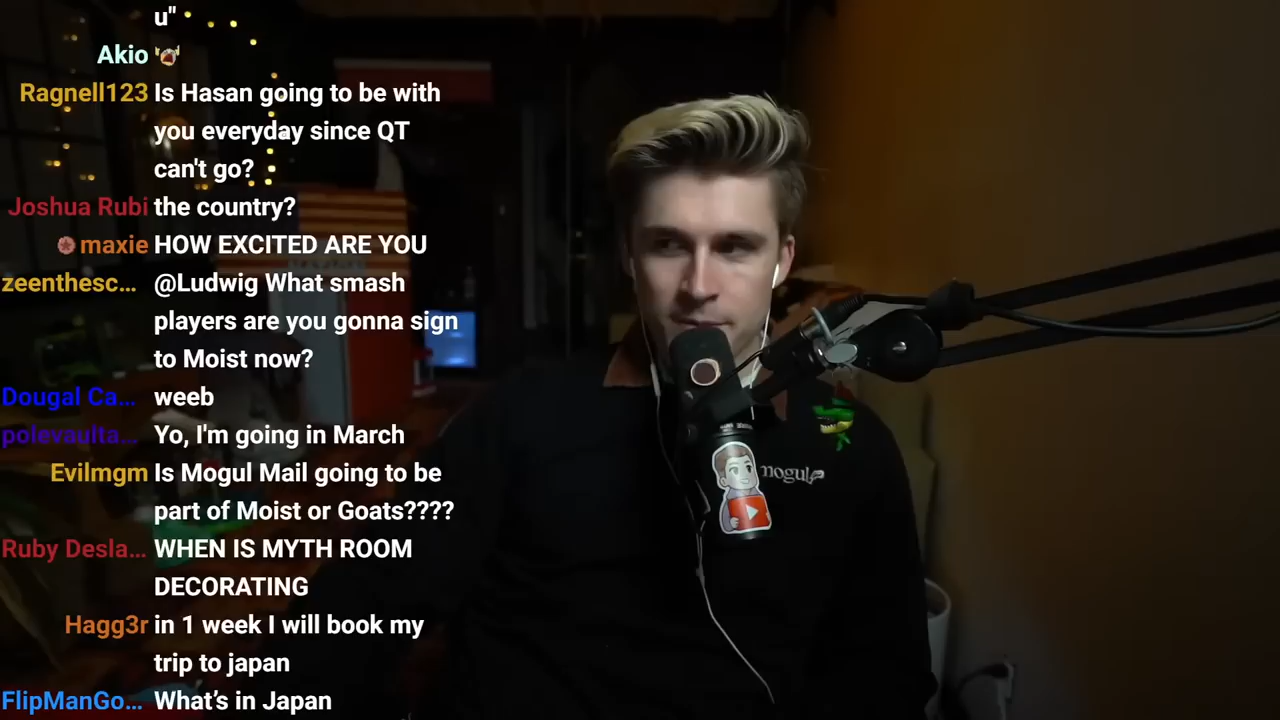 u"
Akio
Ragnell123 Is Hasan going to be with
you everyday since QT
can't go?
Joshua Rubi the country?
maxie HOW EXCITED ARE YOU
zeenthesc... @Ludwig What smash
players are you gonna sign
to Moist now?
Dougal Ca... weeb
polevaulta... Yo, I'm going in March
Evilmgm Is Mogul Mail going to be
part of Moist or Goats????
Ruby Desla... WHEN IS MYTH ROOM
DECORATING
Hagg3r in 1 week I will book my
trip to japan
FlipManGo... What's in Japan
mogul